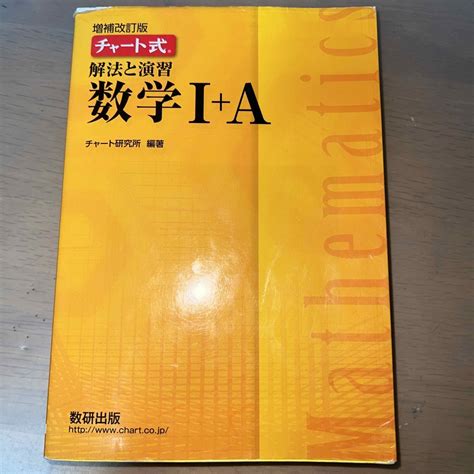 増補改訂版
チャート式®
解法と演習
数学I+A
チャート研究所 編著
Mathematics
数研出版
http://www.chart.co.jp/